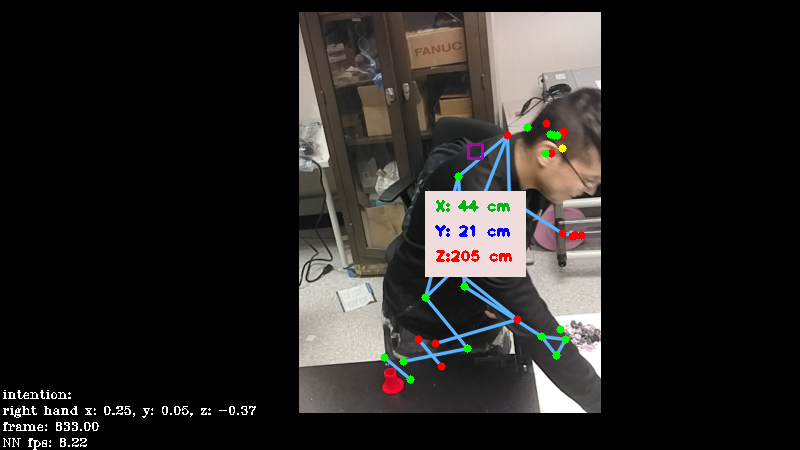 FANUC
X: 44 cm
Y: 21 cm
Z:205 cm
intention:
right hand x: 0.25, y: 0.05, z: -0.37
frame: 833.00
NN fps: 8.22